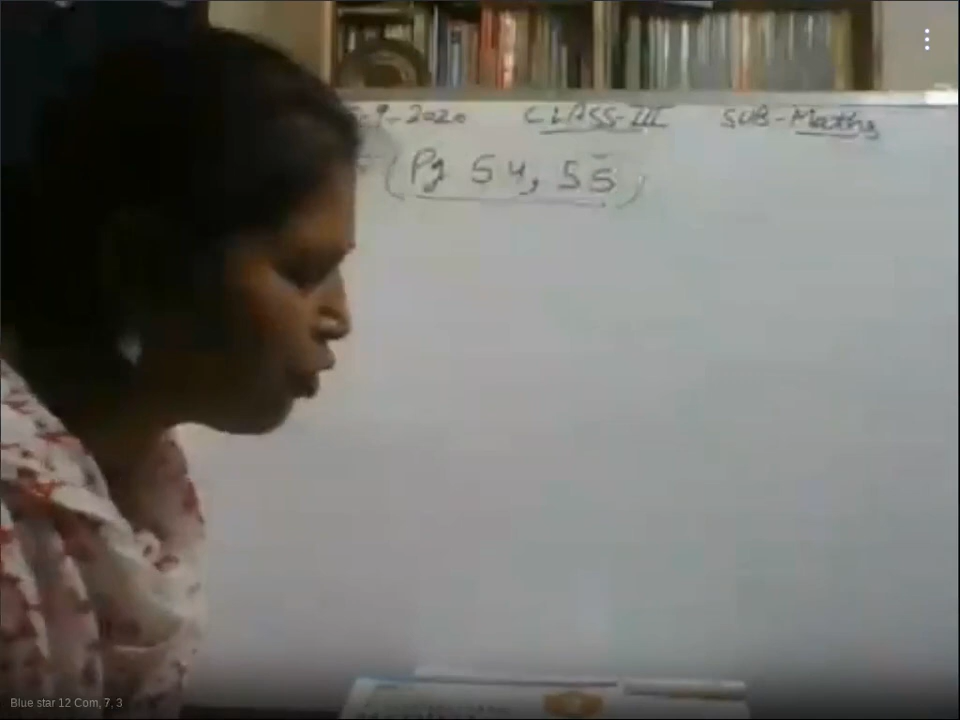 9-2020 CLASS-III SUB-Maths
(Pg 54, 55)
Blue star 12 Com, 7, 3